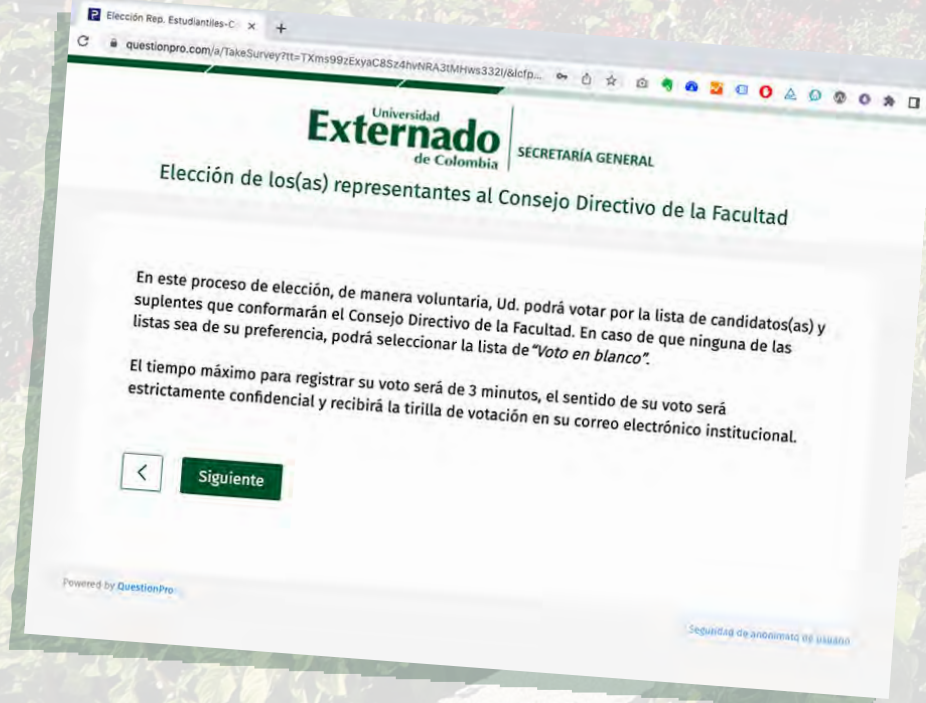 Elección Rep. Estudiantiles-C
questionpro.com/a/TakeSurvey?tt=TXms99zExyaC8Sz4hvNRA3tMHws332I/&lcfp...
Universidad
Externado
de Colombia
SECRETARÍA GENERAL
Elección de los(as) representantes al Consejo Directivo de la Facultad
En este proceso de elección, de manera voluntaria, Ud. podrá votar por la lista de candidatos(as) y
suplentes que conformarán el Consejo Directivo de la Facultad. En caso de que ninguna de las
listas sea de su preferencia, podrá seleccionar la lista de "Voto en blanco".
El tiempo máximo para registrar su voto será de 3 minutos, el sentido de su voto será
estrictamente confidencial y recibirá la tirilla de votación en su correo electrónico institucional.
Siguiente
Powered by QuestionPro
Seguridad de anonimato de usuario